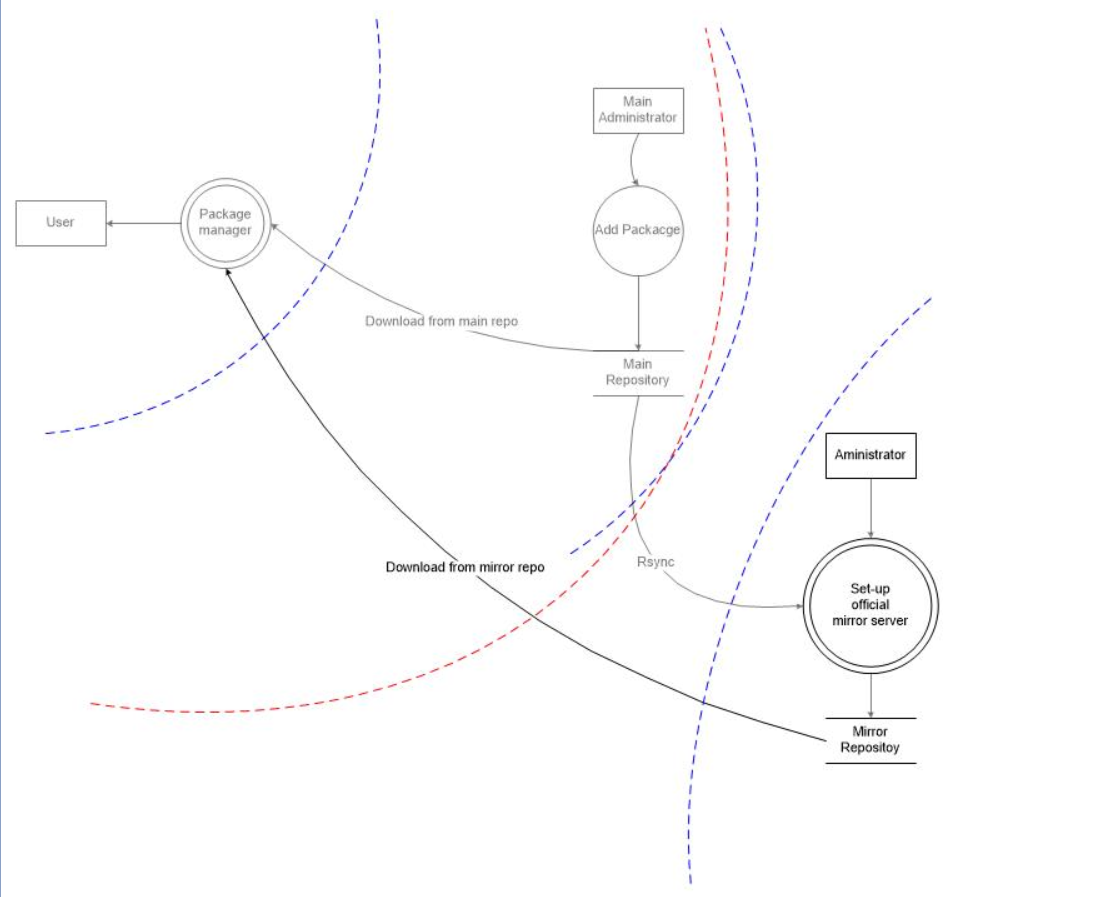 Main
Administrator
User
Package
manager
Add Packacge
Download from main repo
Main
Repository
Aministrator
Download from mirror repo
Rsync
Set-up
official
mirror server
Mirror
Repositoy